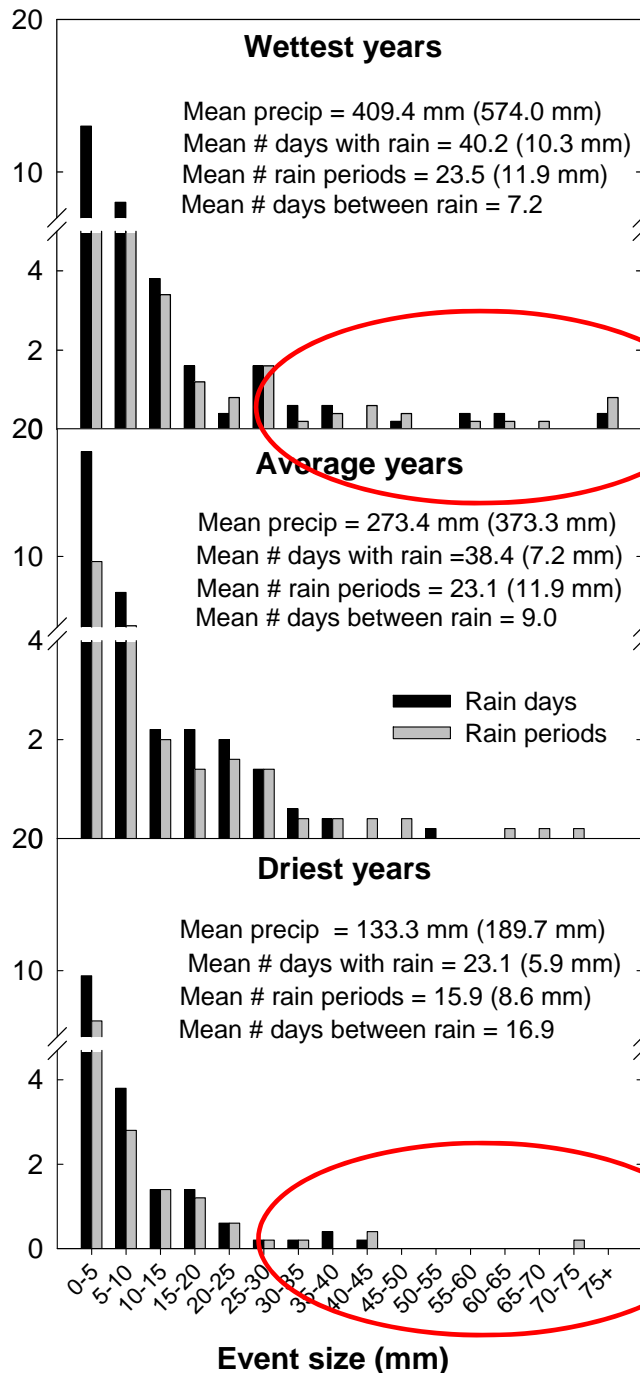 20
Wettest years
Mean precip = 409.4 mm (574.0 mm)
Mean # days with rain = 40.2 (10.3 mm)
10
Mean # rain periods = 23.5 (11.9 mm)
Mean # days between rain = 7.2
4
2
0
20
Average years
Mean precip = 273.4 mm (373.3 mm)
10
Mean # days with rain =38.4 (7.2 mm)
Mean # rain periods = 23.1 (11.9 mm)
Mean # days between rain = 9.0
4
Rain days
2
Rain periods
0
20
Driest years
Mean precip = 133.3 mm (189.7 mm)
10
Mean # days with rain = 23.1 (5.9 mm)
Mean # rain periods = 15.9 (8.6 mm)
Mean # days between rain = 16.9
4
2
0
0-5
5-10
10-15
15-20
20-25
25-30
30-35
35-40
40-45
45-50
50-55
55-60
60-65
65-70
70-75
75+
Event size (mm)